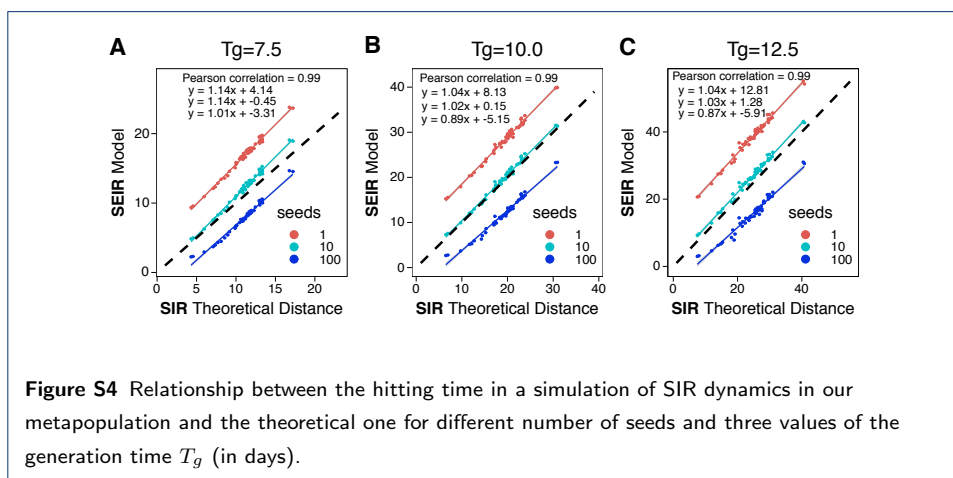 A Tg=7.5
Pearson correlation = 0.99
y = 1.14x + 4.14
y = 1.14x + -0.45
y = 1.01x + -3.31
SEIR Model
20
10
0
0 4 8 12 16 20 24
SIR Theoretical Distance
seeds
1
10
100
B Tg=10.0
Pearson correlation = 0.99
y = 1.04x + 8.13
y = 1.02x + 0.15
y = 0.89x + -5.15
SEIR Model
40
30
20
10
0
0 10 20 30 40
SIR Theoretical Distance
seeds
1
10
100
C Tg=12.5
Pearson correlation = 0.99
y = 1.04x + 12.81
y = 1.03x + 1.28
y = 0.87x + -5.91
SEIR Model
40
20
0
0 10 20 30 40 50
SIR Theoretical Distance
seeds
1
10
100
Figure S4 Relationship between the hitting time in a simulation of SIR dynamics in our
metapopulation and the theoretical one for different number of seeds and three values of the
generation time Tg (in days).